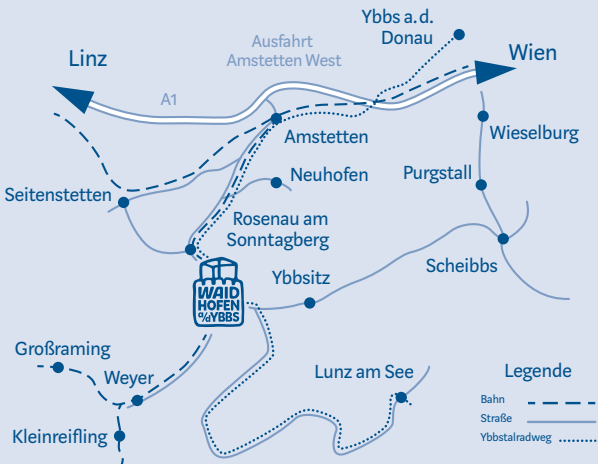 Ybbs a. d.
Donau
Ausfahrt
Amstetten West
Linz
Wien
A1
Amstetten
Wieselburg
Neuhofen
Purgstall
Seitenstetten
Rosenau am
Sonntagberg
Scheibbs
Ybbsitz
WAID
HOFEN
a/d YBBS
Großraming
Weyer
Lunz am See
Kleinreifling
Legende
Bahn
Straße
Ybbstalradweg